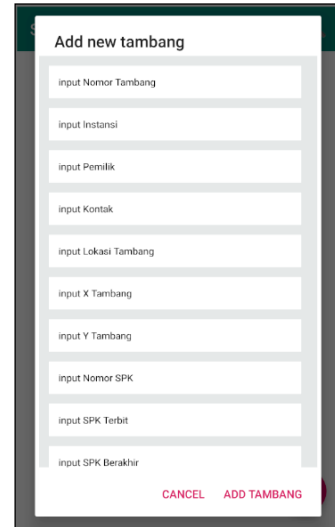 Add new tambang
input Nomor Tambang
input Instansi
input Pemilik
input Kontak
input Lokasi Tambang
input X Tambang
input Y Tambang
input Nomor SPK
input SPK Terbit
input SPK Berakhir
CANCEL ADD TAMBANG